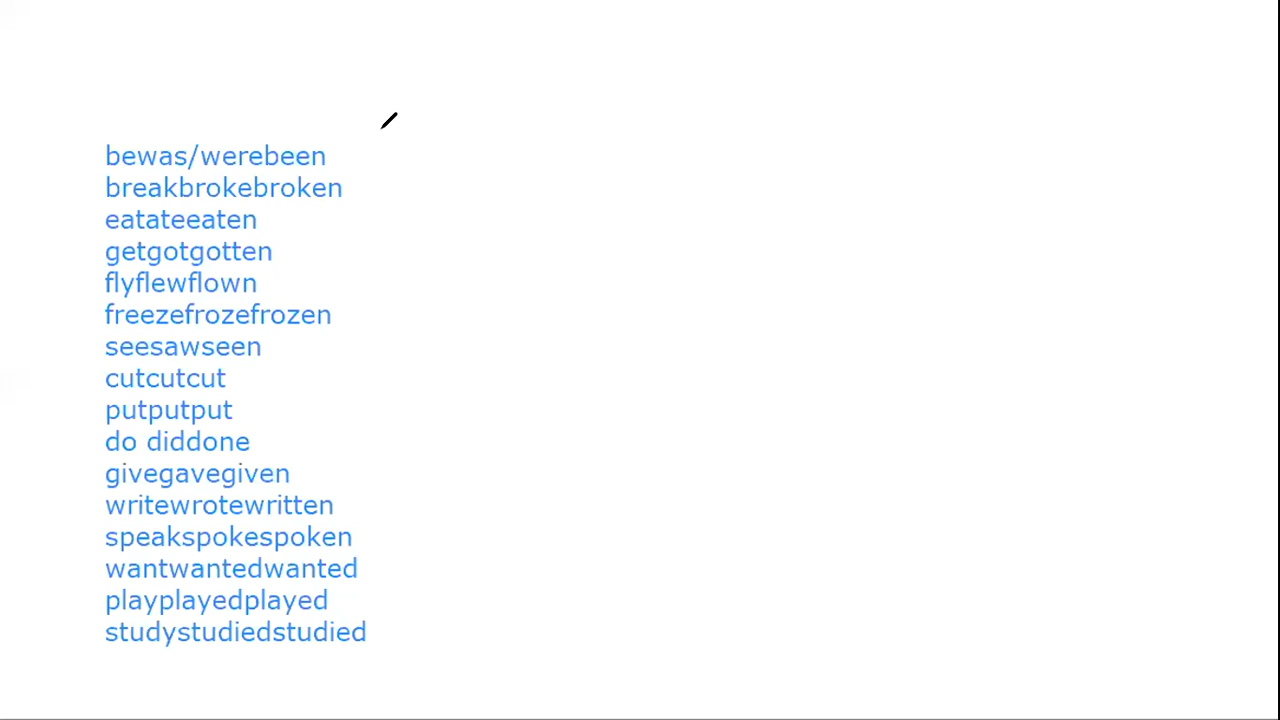 bewas/werebeen
breakbrokebroken
eatateeaten
getgotgotten
flyflewflown
freezefrozefrozen
seesawseen
cutcutcut
putputput
do diddone
givegavegiven
writewrotewritten
speakspokespoken
wantwantedwanted
playplayedplayed
studystudiedstudied